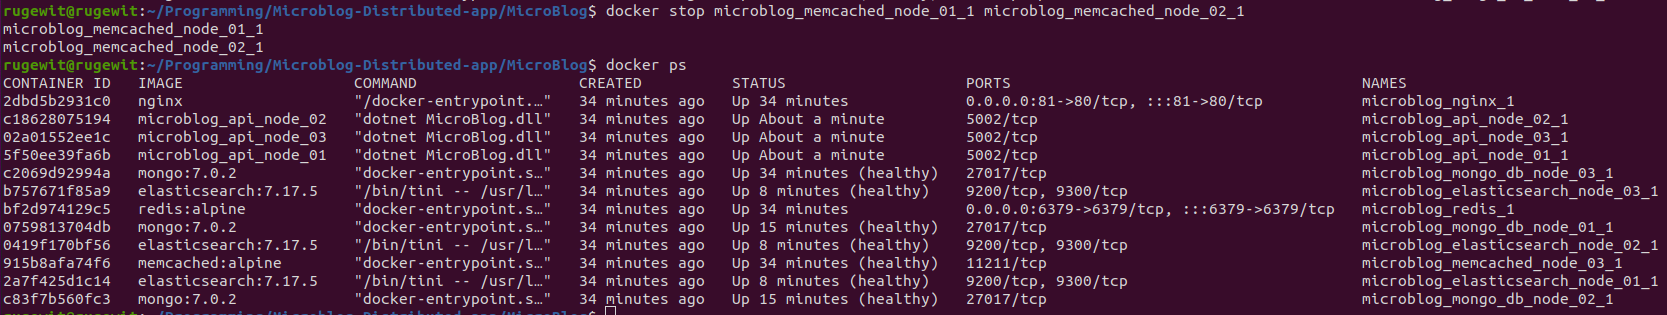 rugewit@rugewit:~/Programming/Microblog-Distributed-app/MicroBlog$ docker stop microblog_memcached_node_01_1 microblog_memcached_node_02_1
microblog_memcached_node_01_1
microblog_memcached_node_02_1
rugewit@rugewit:~/Programming/Microblog-Distributed-app/MicroBlog$ docker ps
CONTAINER ID   IMAGE                   COMMAND                  CREATED          STATUS                    PORTS                                       NAMES
2dbd5b2931c0   nginx                   "/docker-entrypoint.…"   34 minutes ago   Up 34 minutes             0.0.0.0:81->80/tcp, :::81->80/tcp           microblog_nginx_1
c18628075194   microblog_api_node_02   "dotnet MicroBlog.dll"   34 minutes ago   Up About a minute         5002/tcp                                    microblog_api_node_02_1
02a01552ee1c   microblog_api_node_03   "dotnet MicroBlog.dll"   34 minutes ago   Up About a minute         5002/tcp                                    microblog_api_node_03_1
5f50ee39fa6b   microblog_api_node_01   "dotnet MicroBlog.dll"   34 minutes ago   Up About a minute         5002/tcp                                    microblog_api_node_01_1
c2069d92994a   mongo:7.0.2             "docker-entrypoint.s…"   34 minutes ago   Up 34 minutes (healthy)   27017/tcp                                   microblog_mongo_db_node_03_1
b757671f85a9   elasticsearch:7.17.5    "/bin/tini -- /usr/l…"   34 minutes ago   Up 8 minutes (healthy)    9200/tcp, 9300/tcp                          microblog_elasticsearch_node_03_1
bf2d974129c5   redis:alpine            "docker-entrypoint.s…"   34 minutes ago   Up 34 minutes             0.0.0.0:6379->6379/tcp, :::6379->6379/tcp   microblog_redis_1
0759813704db   mongo:7.0.2             "docker-entrypoint.s…"   34 minutes ago   Up 15 minutes (healthy)   27017/tcp                                   microblog_mongo_db_node_01_1
0419f170bf56   elasticsearch:7.17.5    "/bin/tini -- /usr/l…"   34 minutes ago   Up 8 minutes (healthy)    9200/tcp, 9300/tcp                          microblog_elasticsearch_node_02_1
915b8afa74f6   memcached:alpine        "docker-entrypoint.s…"   34 minutes ago   Up 34 minutes (healthy)   11211/tcp                                   microblog_memcached_node_03_1
2a7f425d1c14   elasticsearch:7.17.5    "/bin/tini -- /usr/l…"   34 minutes ago   Up 8 minutes (healthy)    9200/tcp, 9300/tcp                          microblog_elasticsearch_node_01_1
c83f7b560fc3   mongo:7.0.2             "docker-entrypoint.s…"   34 minutes ago   Up 15 minutes (healthy)   27017/tcp                                   microblog_mongo_db_node_02_1
rugewit@rugewit:~/Programming/Microblog-Distributed-app/MicroBlog$